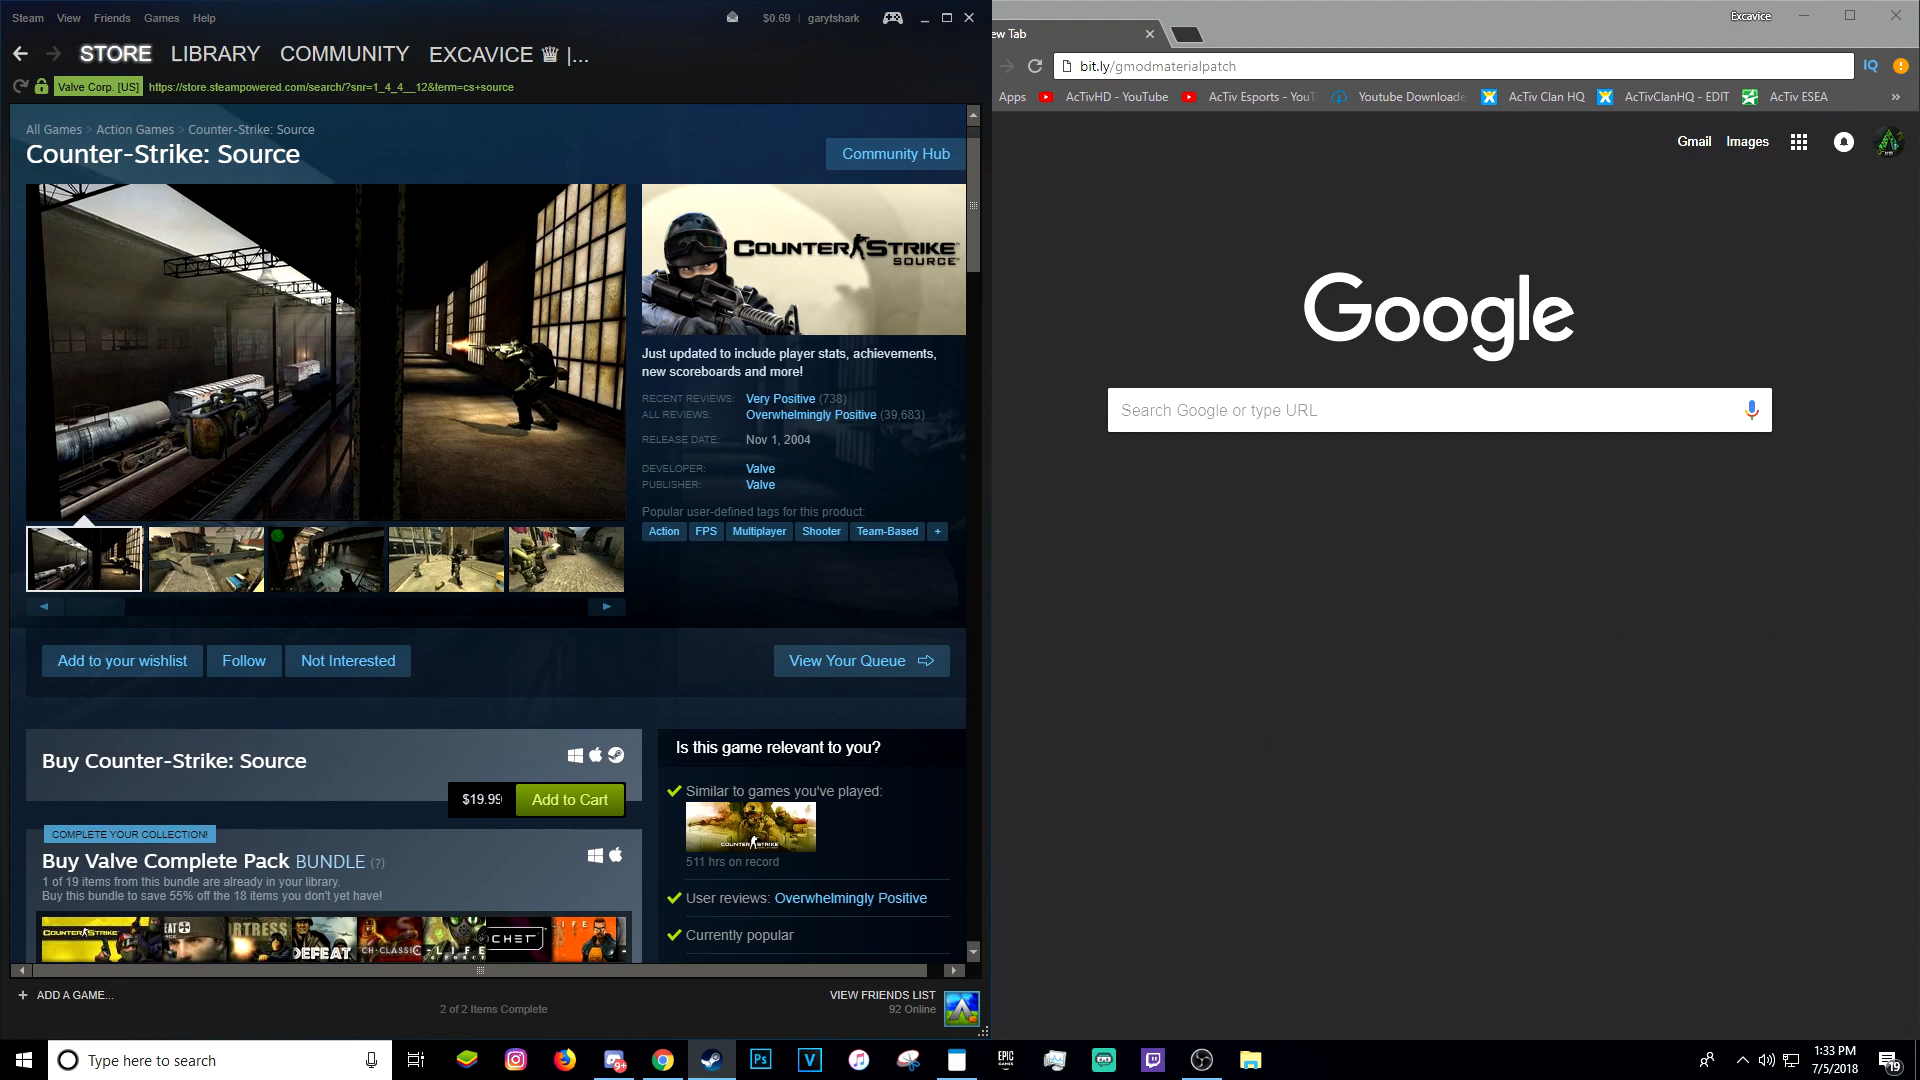 Steam View Friends Games Help
$0.69 | garytshark
STORE LIBRARY COMMUNITY EXCAVICE ♕ |...
Valve Corp. [US] https://store.steampowered.com/search/?snr=1_4_4__12&term=cs+source
All Games > Action Games > Counter-Strike: Source
Counter-Strike: Source
Community Hub
COUNTER STRIKE
SOURCE
Just updated to include player stats, achievements,
new scoreboards and more!
RECENT REVIEWS: Very Positive (738)
ALL REVIEWS: Overwhelmingly Positive (39,683)
RELEASE DATE: Nov 1, 2004
DEVELOPER: Valve
PUBLISHER: Valve
Popular user-defined tags for this product:
Action FPS Multiplayer Shooter Team-Based +
Add to your wishlist Follow Not Interested View Your Queue
Buy Counter-Strike: Source
$19.99 Add to Cart
COMPLETE YOUR COLLECTION!
Buy Valve Complete Pack BUNDLE (?)
1 of 19 items from this bundle are already in your library.
Buy this bundle to save 55% off the 18 items you don't yet have!
Is this game relevant to you?
Similar to games you've played:
COUNTER STRIKE
511 hrs on record
User reviews: Overwhelmingly Positive
Currently popular
+ ADD A GAME...
2 of 2 Items Complete
VIEW FRIENDS LIST
92 Online
Excavice
ew Tab
bit.ly/gmodmaterialpatch
IQ
Apps AcTivHD - YouTube AcTiv Esports - YouT Youtube Downloade AcTiv Clan HQ AcTivClanHQ - EDIT AcTiv ESEA »
Gmail Images
Google
Search Google or type URL
Type here to search
9+
Ps
V
EPIC
GAMES
1:33 PM
7/5/2018
19